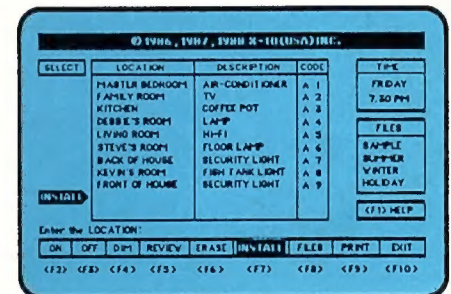 © 1986, 1987, 1988 X-10 (USA) INC.
SELECT LOCATION DESCRIPTION CODE TIME
MASTER BEDROOM AIR-CONDITIONER A 1 FRIDAY
FAMILY ROOM TV A 2 7:30 PM
KITCHEN COFFEE POT A 3
DEBBIE'S ROOM LAMP A 4
LIVING ROOM HI-FI A 5 FILES
STEVE'S ROOM FLOOR LAMP A 6 SAMPLE
BACK OF HOUSE SECURITY LIGHT A 7 SUMMER
KEVIN'S ROOM FISH TANK LIGHT A 8 WINTER
FRONT OF HOUSE SECURITY LIGHT A 9 HOLIDAY
INSTALL
<F1> HELP
Enter the LOCATION:
ON OFF DIM REVIEW ERASE INSTALL FILES PRINT EXIT
<F2> <F3> <F4> <F5> <F6> <F7> <F8> <F9> <F10>